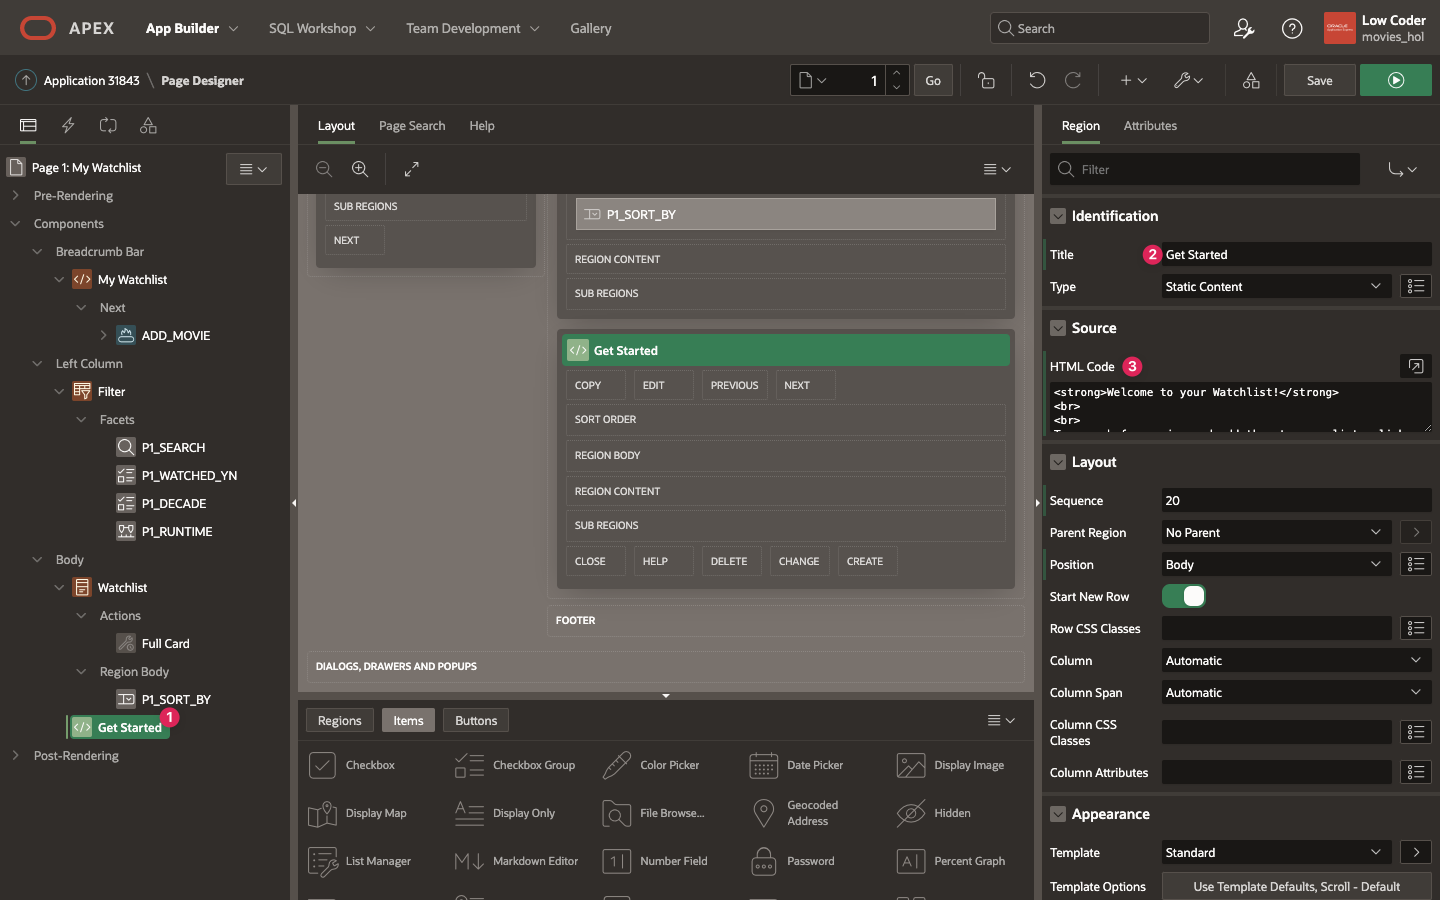 APEX
App Builder
SQL Workshop
Team Development
Gallery
Search
Low Coder
movies_hol
Application 31843 \ Page Designer
1
Go
Save
Page 1: My Watchlist
Pre-Rendering
Components
Breadcrumb Bar
My Watchlist
Next
ADD_MOVIE
Left Column
Filter
Facets
P1_SEARCH
P1_WATCHED_YN
P1_DECADE
P1_RUNTIME
Body
Watchlist
Actions
Full Card
Region Body
P1_SORT_BY
Get Started
1
Post-Rendering
Layout
Page Search
Help
SUB REGIONS
NEXT
P1_SORT_BY
REGION CONTENT
SUB REGIONS
Get Started
COPY
EDIT
PREVIOUS
NEXT
SORT ORDER
REGION BODY
REGION CONTENT
SUB REGIONS
CLOSE
HELP
DELETE
CHANGE
CREATE
FOOTER
DIALOGS, DRAWERS AND POPUPS
Regions
Items
Buttons
Checkbox
Checkbox Group
Color Picker
Date Picker
Display Image
Display Map
Display Only
File Browse...
Geocoded
Address
Hidden
List Manager
Markdown Editor
Number Field
Password
Percent Graph
Region
Attributes
Filter
Identification
Title
2
Get Started
Type
Static Content
Source
HTML Code
3
<strong>Welcome to your Watchlist!</strong>
<br>
<br>
Layout
Sequence
20
Parent Region
No Parent
Position
Body
Start New Row
Row CSS Classes
Column
Automatic
Column Span
Automatic
Column CSS
Classes
Column Attributes
Appearance
Template
Standard
Template Options
Use Template Defaults, Scroll - Default